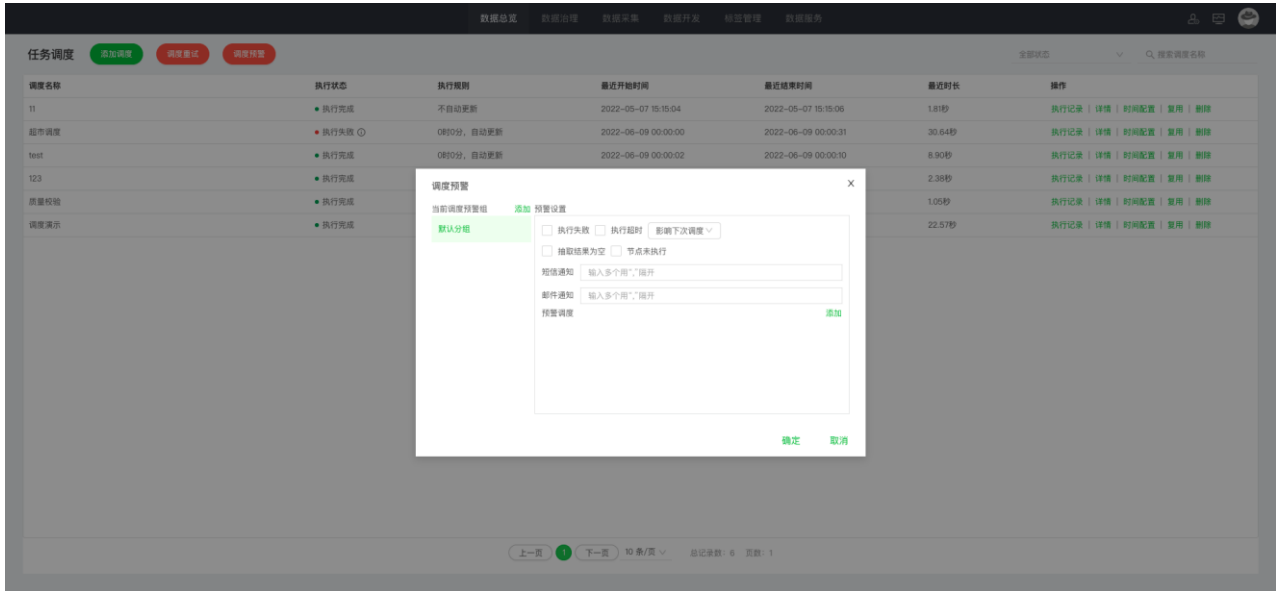 数据总览 数据治理 数据采集 数据开发 标签管理 数据服务
任务调度 添加调度 调度重试 调度预警 全部状态 搜索调度名称
调度名称 执行状态 执行规则 最近开始时间 最近结束时间 最近时长 操作
11 执行完成 不自动更新 2022-05-07 15:15:04 2022-05-07 15:15:06 1.81秒 执行记录 | 详情 | 时间配置 | 复用 | 删除
超市调度 执行失败 0时0分，自动更新 2022-06-09 00:00:00 2022-06-09 00:00:31 30.64秒 执行记录 | 详情 | 时间配置 | 复用 | 删除
test 执行完成 0时0分，自动更新 2022-06-09 00:00:02 2022-06-09 00:00:10 8.90秒 执行记录 | 详情 | 时间配置 | 复用 | 删除
123 执行完成 2.38秒 执行记录 | 详情 | 时间配置 | 复用 | 删除
质量校验 执行完成 1.05秒 执行记录 | 详情 | 时间配置 | 复用 | 删除
调度演示 执行完成 22.57秒 执行记录 | 详情 | 时间配置 | 复用 | 删除
调度预警 X
当前调度预警组 添加 预警设置
默认分组
执行失败 执行超时 影响下次调度
抽取结果为空 节点未执行
短信通知 输入多个用","隔开
邮件通知 输入多个用","隔开
预警调度 添加
确定 取消
上一页 1 下一页 10 条/页 总记录数: 6 页数: 1